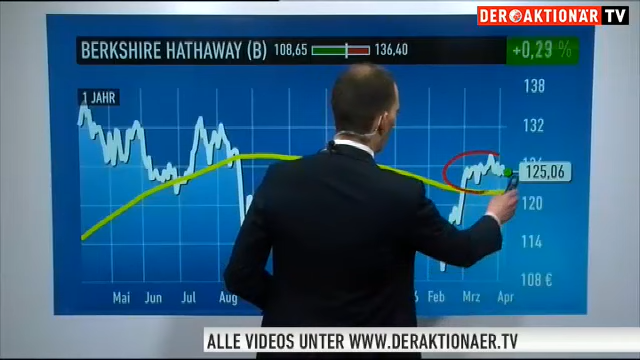 DER AKTIONÄR TV
BERKSHIRE HATHAWAY (B) 108,65 136,40 +0,23 %
1 JAHR
138
132
125,06
120
114
108 €
Mai Jun Jul Aug Feb Mrz Apr
ALLE VIDEOS UNTER WWW.DERAKTIONAER.TV